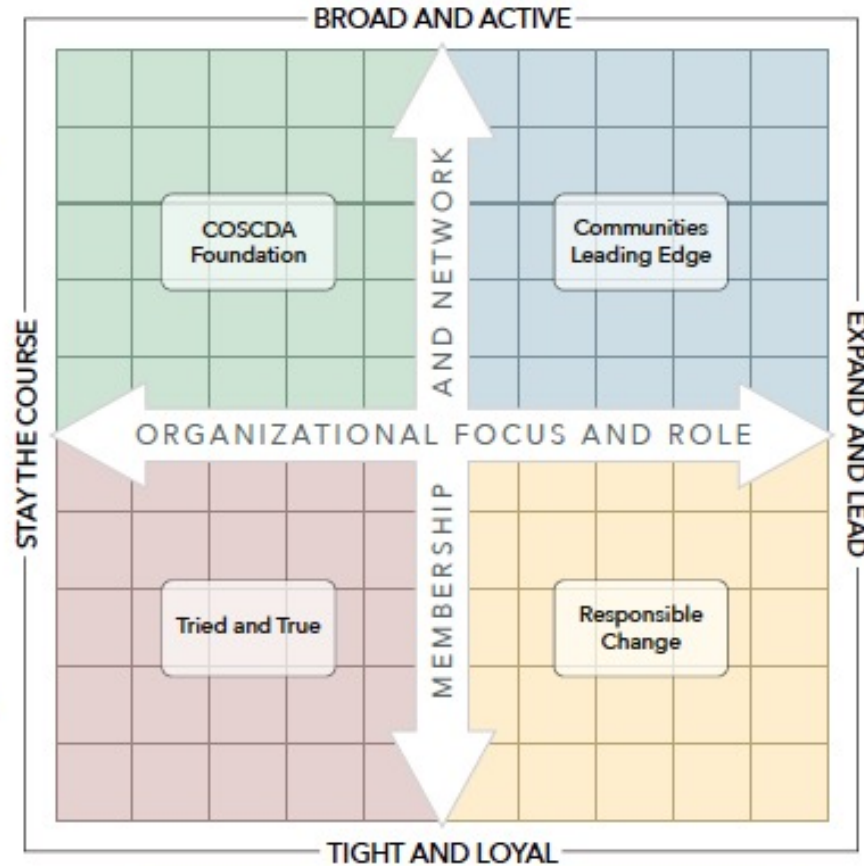 BROAD AND ACTIVE
COSCDA
Foundation
Communities
Leading Edge
MEMBERSHIP AND NETWORK
STAY THE COURSE
ORGANIZATIONAL FOCUS AND ROLE
EXPAND AND LEAD
Tried and True
Responsible
Change
TIGHT AND LOYAL